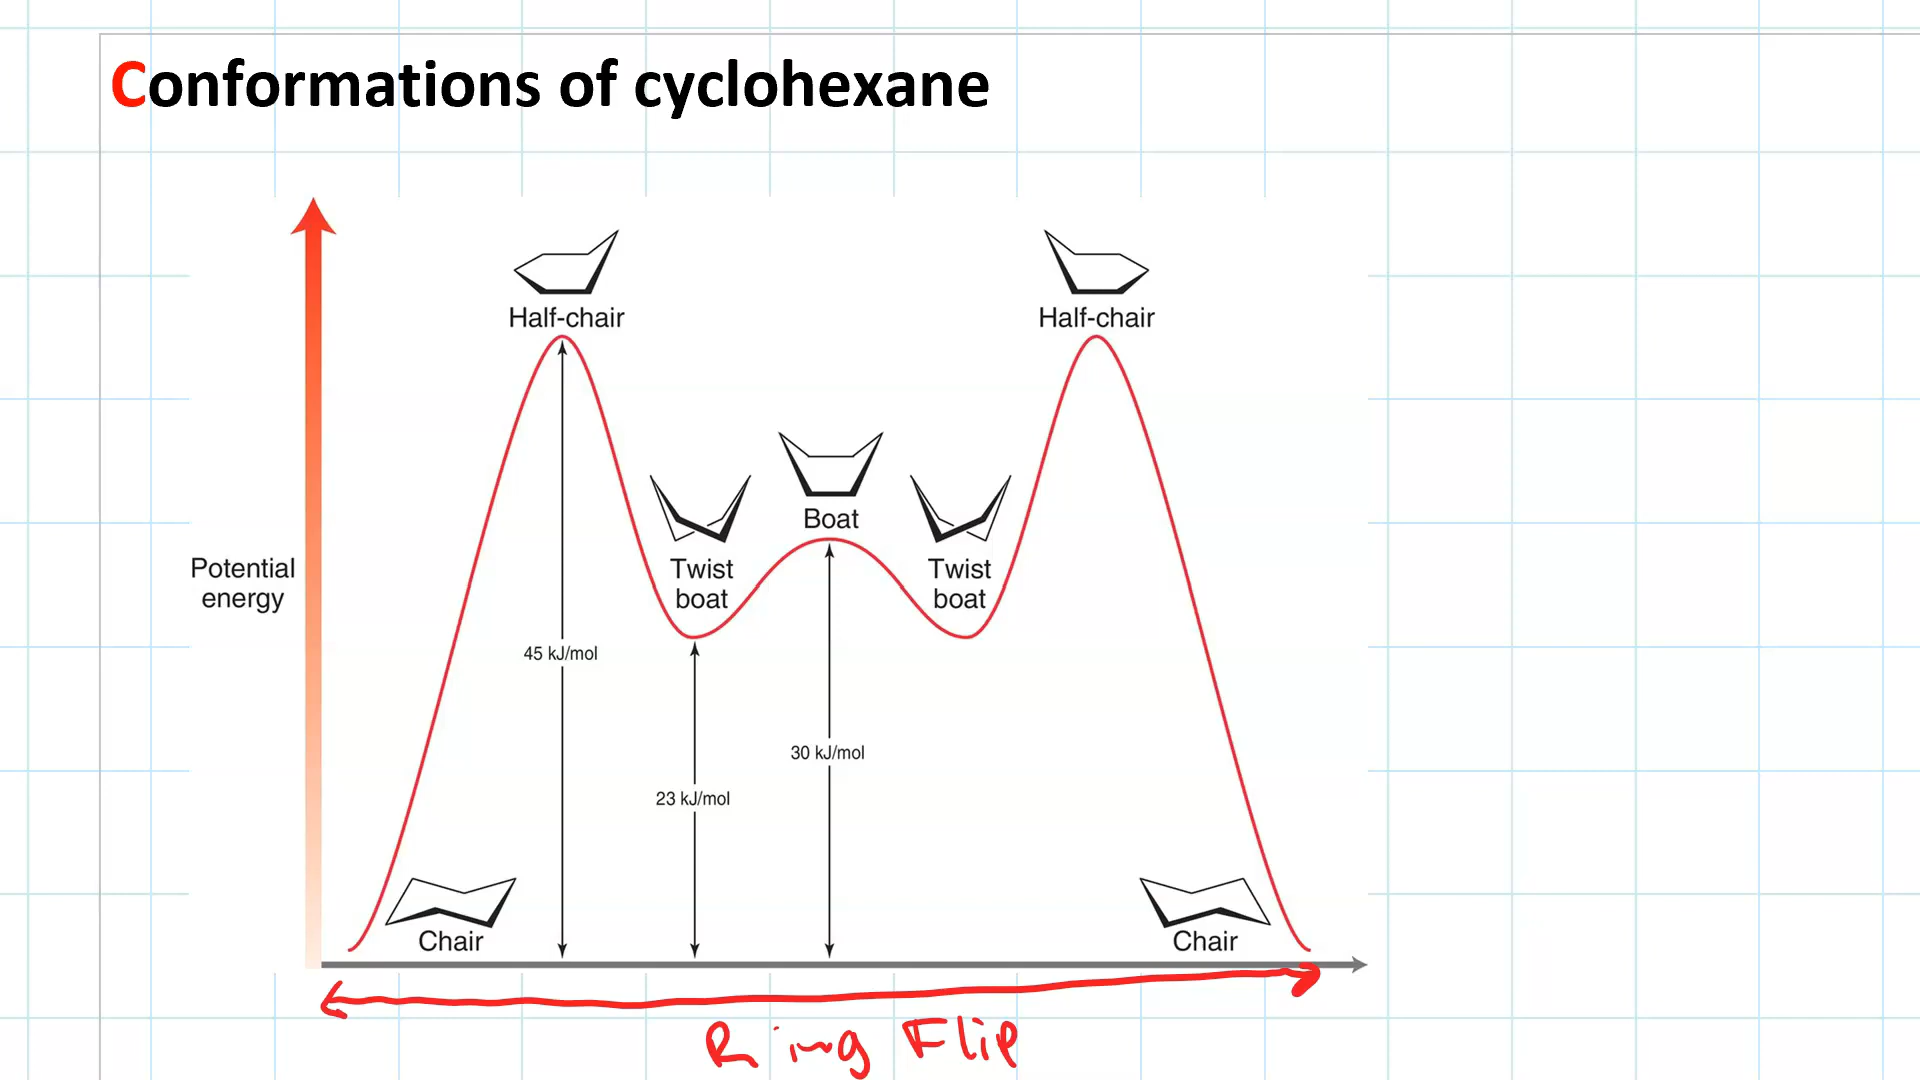 Conformations of cyclohexane
Half-chair
Half-chair
Boat
Twist
boat
Twist
boat
Potential
energy
45 kJ/mol
30 kJ/mol
23 kJ/mol
Chair
Chair
Ring Flip